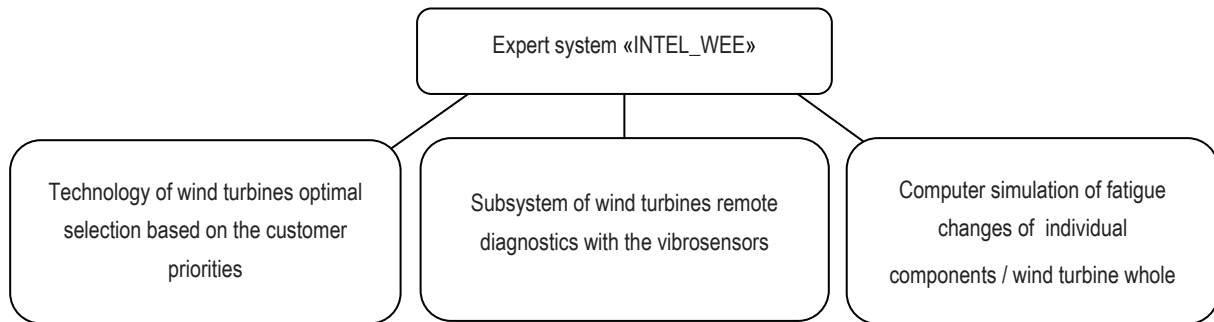 Expert system «INTEL_WEE»
Technology of wind turbines optimal
selection based on the customer
priorities
Subsystem of wind turbines remote
diagnostics with the vibrosensors
Computer simulation of fatigue
changes of individual
components / wind turbine whole